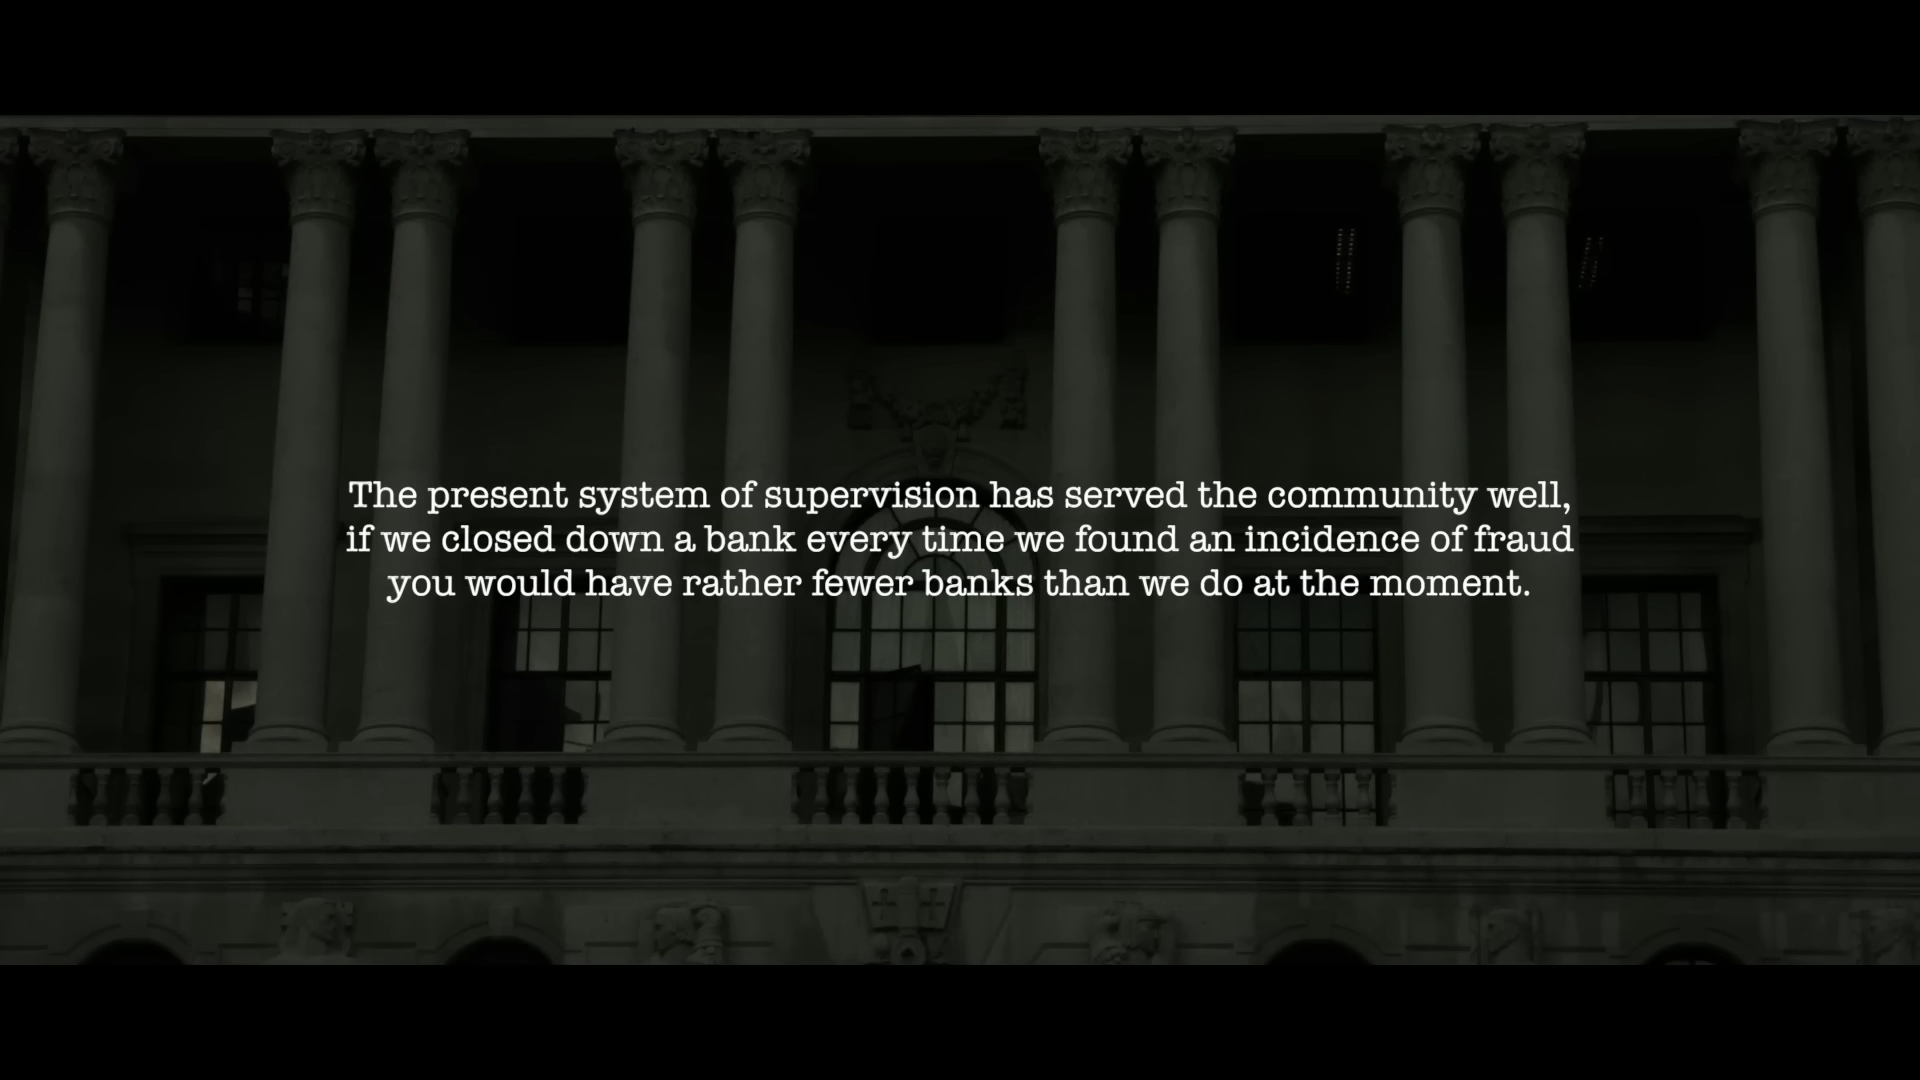 The present system of supervision has served the community well,
if we closed down a bank every time we found an incidence of fraud
you would have rather fewer banks than we do at the moment.